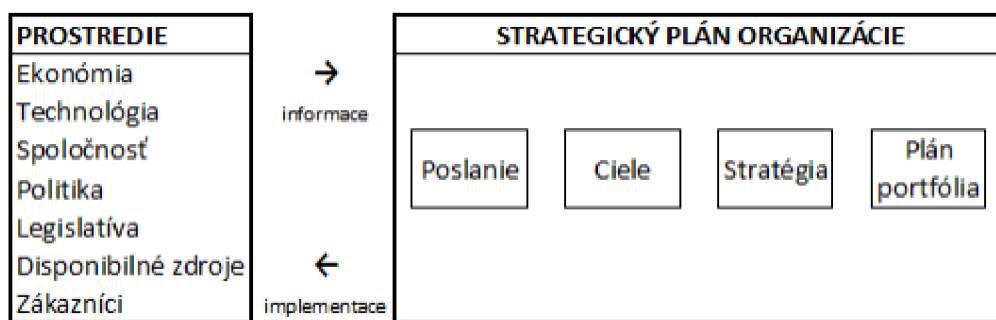 PROSTREDIE
Ekonómia
Technológia
Spoločnosť
Politika
Legislatíva
Disponibilné zdroje
Zákazníci
→
informace
←
implementace
STRATEGICKÝ PLÁN ORGANIZÁCIE
Poslanie
Ciele
Stratégia
Plán
portfólia